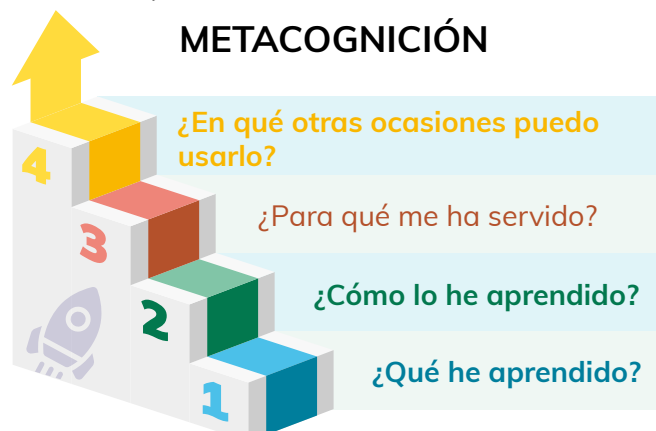 METACOGNICIÓN
¿En qué otras ocasiones puedo
usarlo?
4
¿Para qué me ha servido?
3
¿Cómo lo he aprendido?
2
¿Qué he aprendido?
1